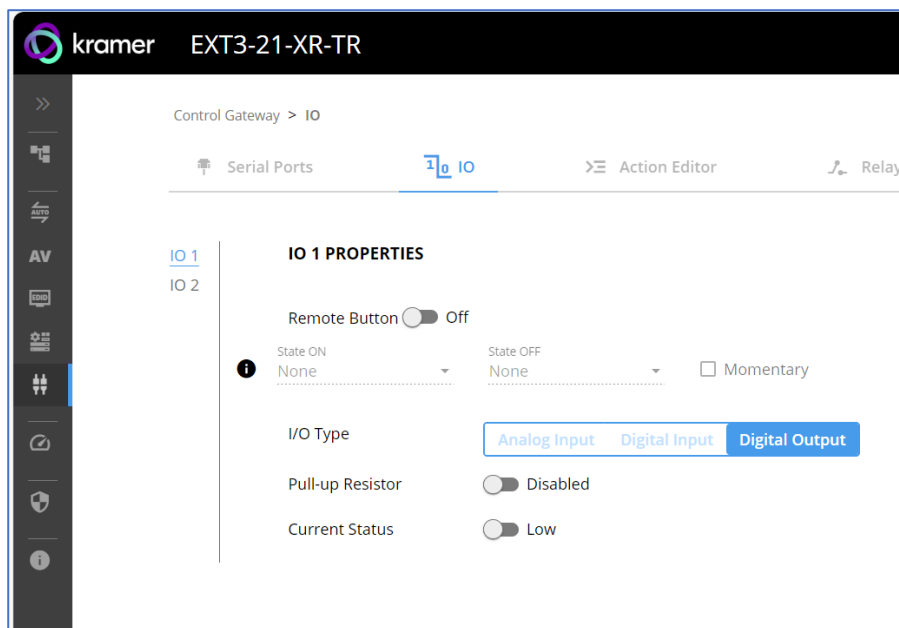 kramer EXT3-21-XR-TR
Control Gateway > IO
Serial Ports
1 0 IO
Action Editor
Relay
AUTO
AV
EDID
IO 1
IO 2
IO 1 PROPERTIES
Remote Button Off
State ON
None
State OFF
None
Momentary
I/O Type
Analog Input Digital Input Digital Output
Pull-up Resistor Disabled
Current Status Low